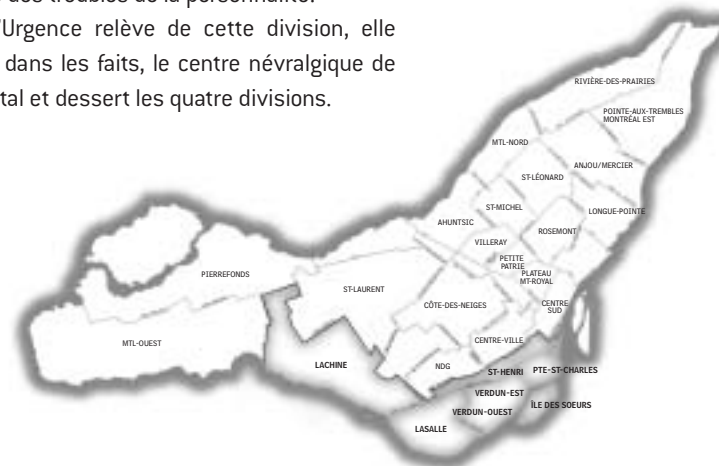 des troubles de la personnalité.
'Urgence relève de cette division, elle
dans les faits, le centre névralgique de
tal et dessert les quatre divisions.
RIVIÈRE-DES-PRAIRIES
POINTE-AUX-TREMBLES
MONTRÉAL EST
MTL-NORD
ANJOU/MERCIER
ST-LÉONARD
ST-MICHEL
LONGUE-POINTE
AHUNTSIC
ROSEMONT
VILLERAY
PETITE
PATRIE
PIERREFONDS
PLATEAU
MT-ROYAL
ST-LAURENT
CÔTE-DES-NEIGES
CENTRE
SUD
MTL-OUEST
CENTRE-VILLE
LACHINE
NDG
ST-HENRI
PTE-ST-CHARLES
VERDUN-EST
ÎLE DES SOEURS
VERDUN-OUEST
LASALLE